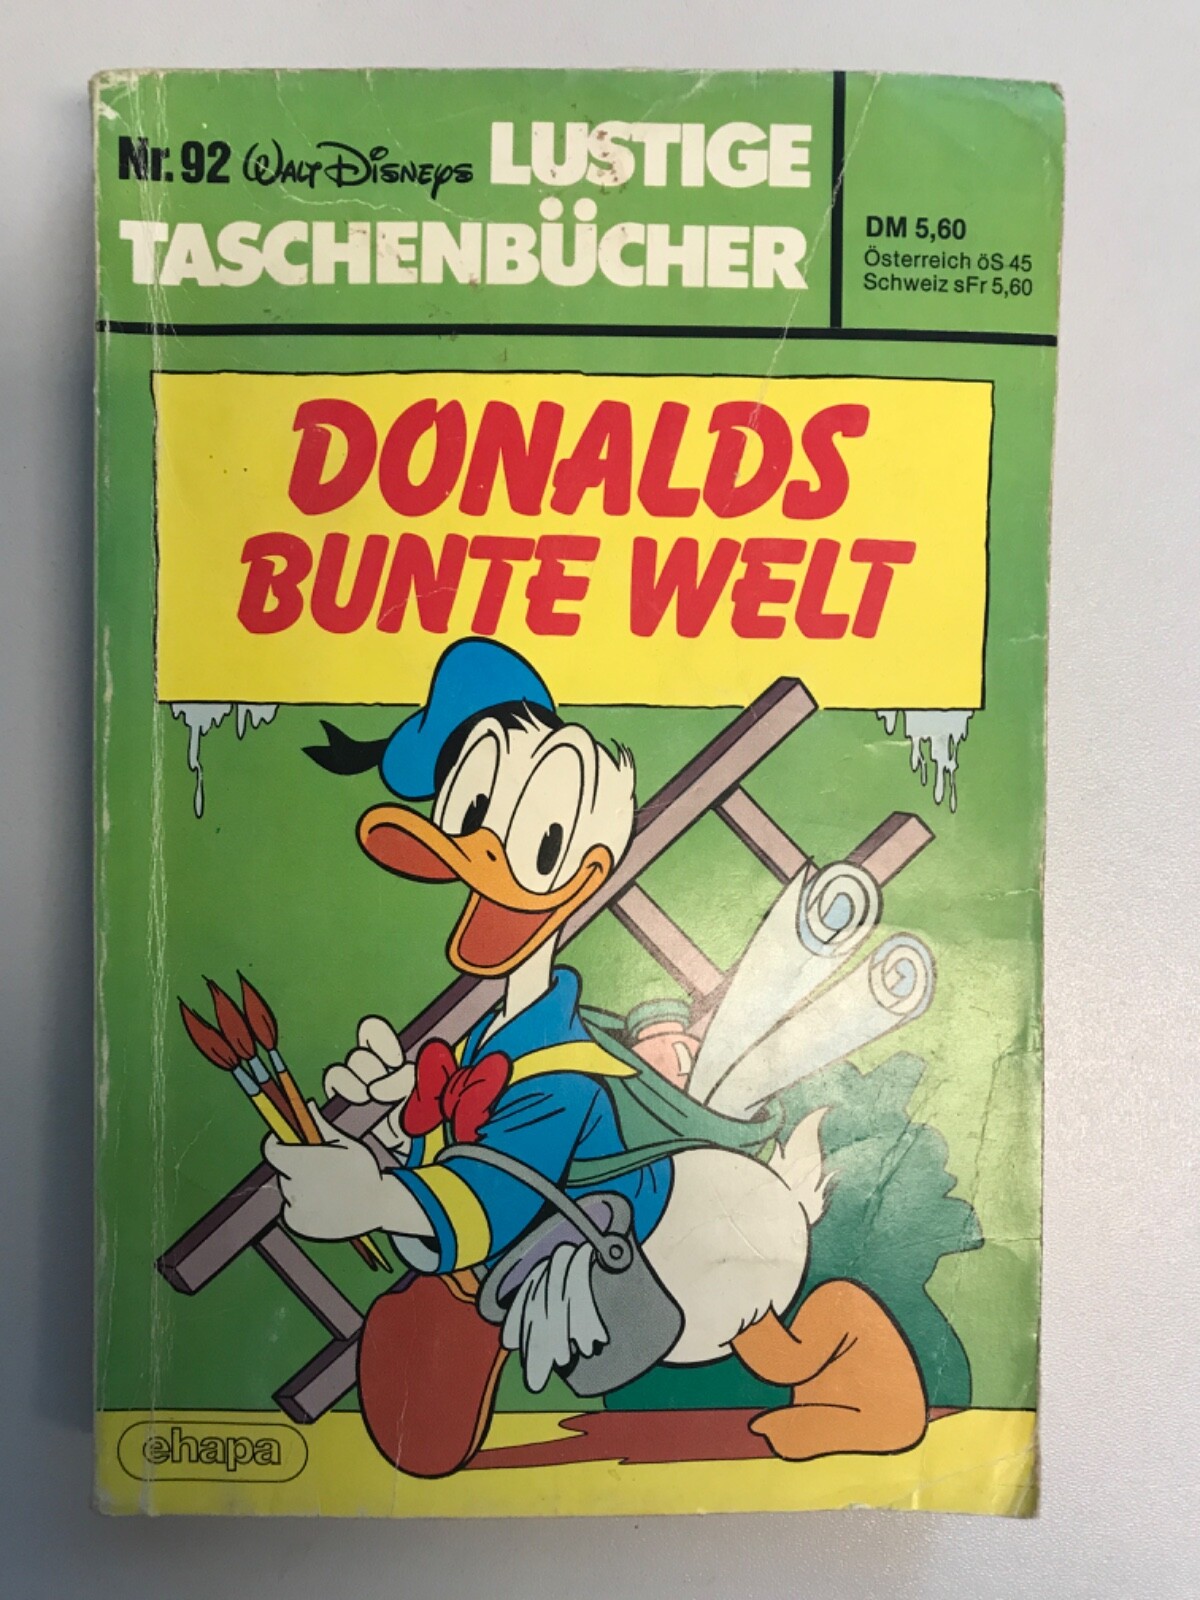 Nr. 92 WALT DISNEYS LUSTIGE
TASCHENBÜCHER
DM 5,60
Österreich öS 45
Schweiz sFr 5,60
DONALDS
BUNTE WELT
ehapa